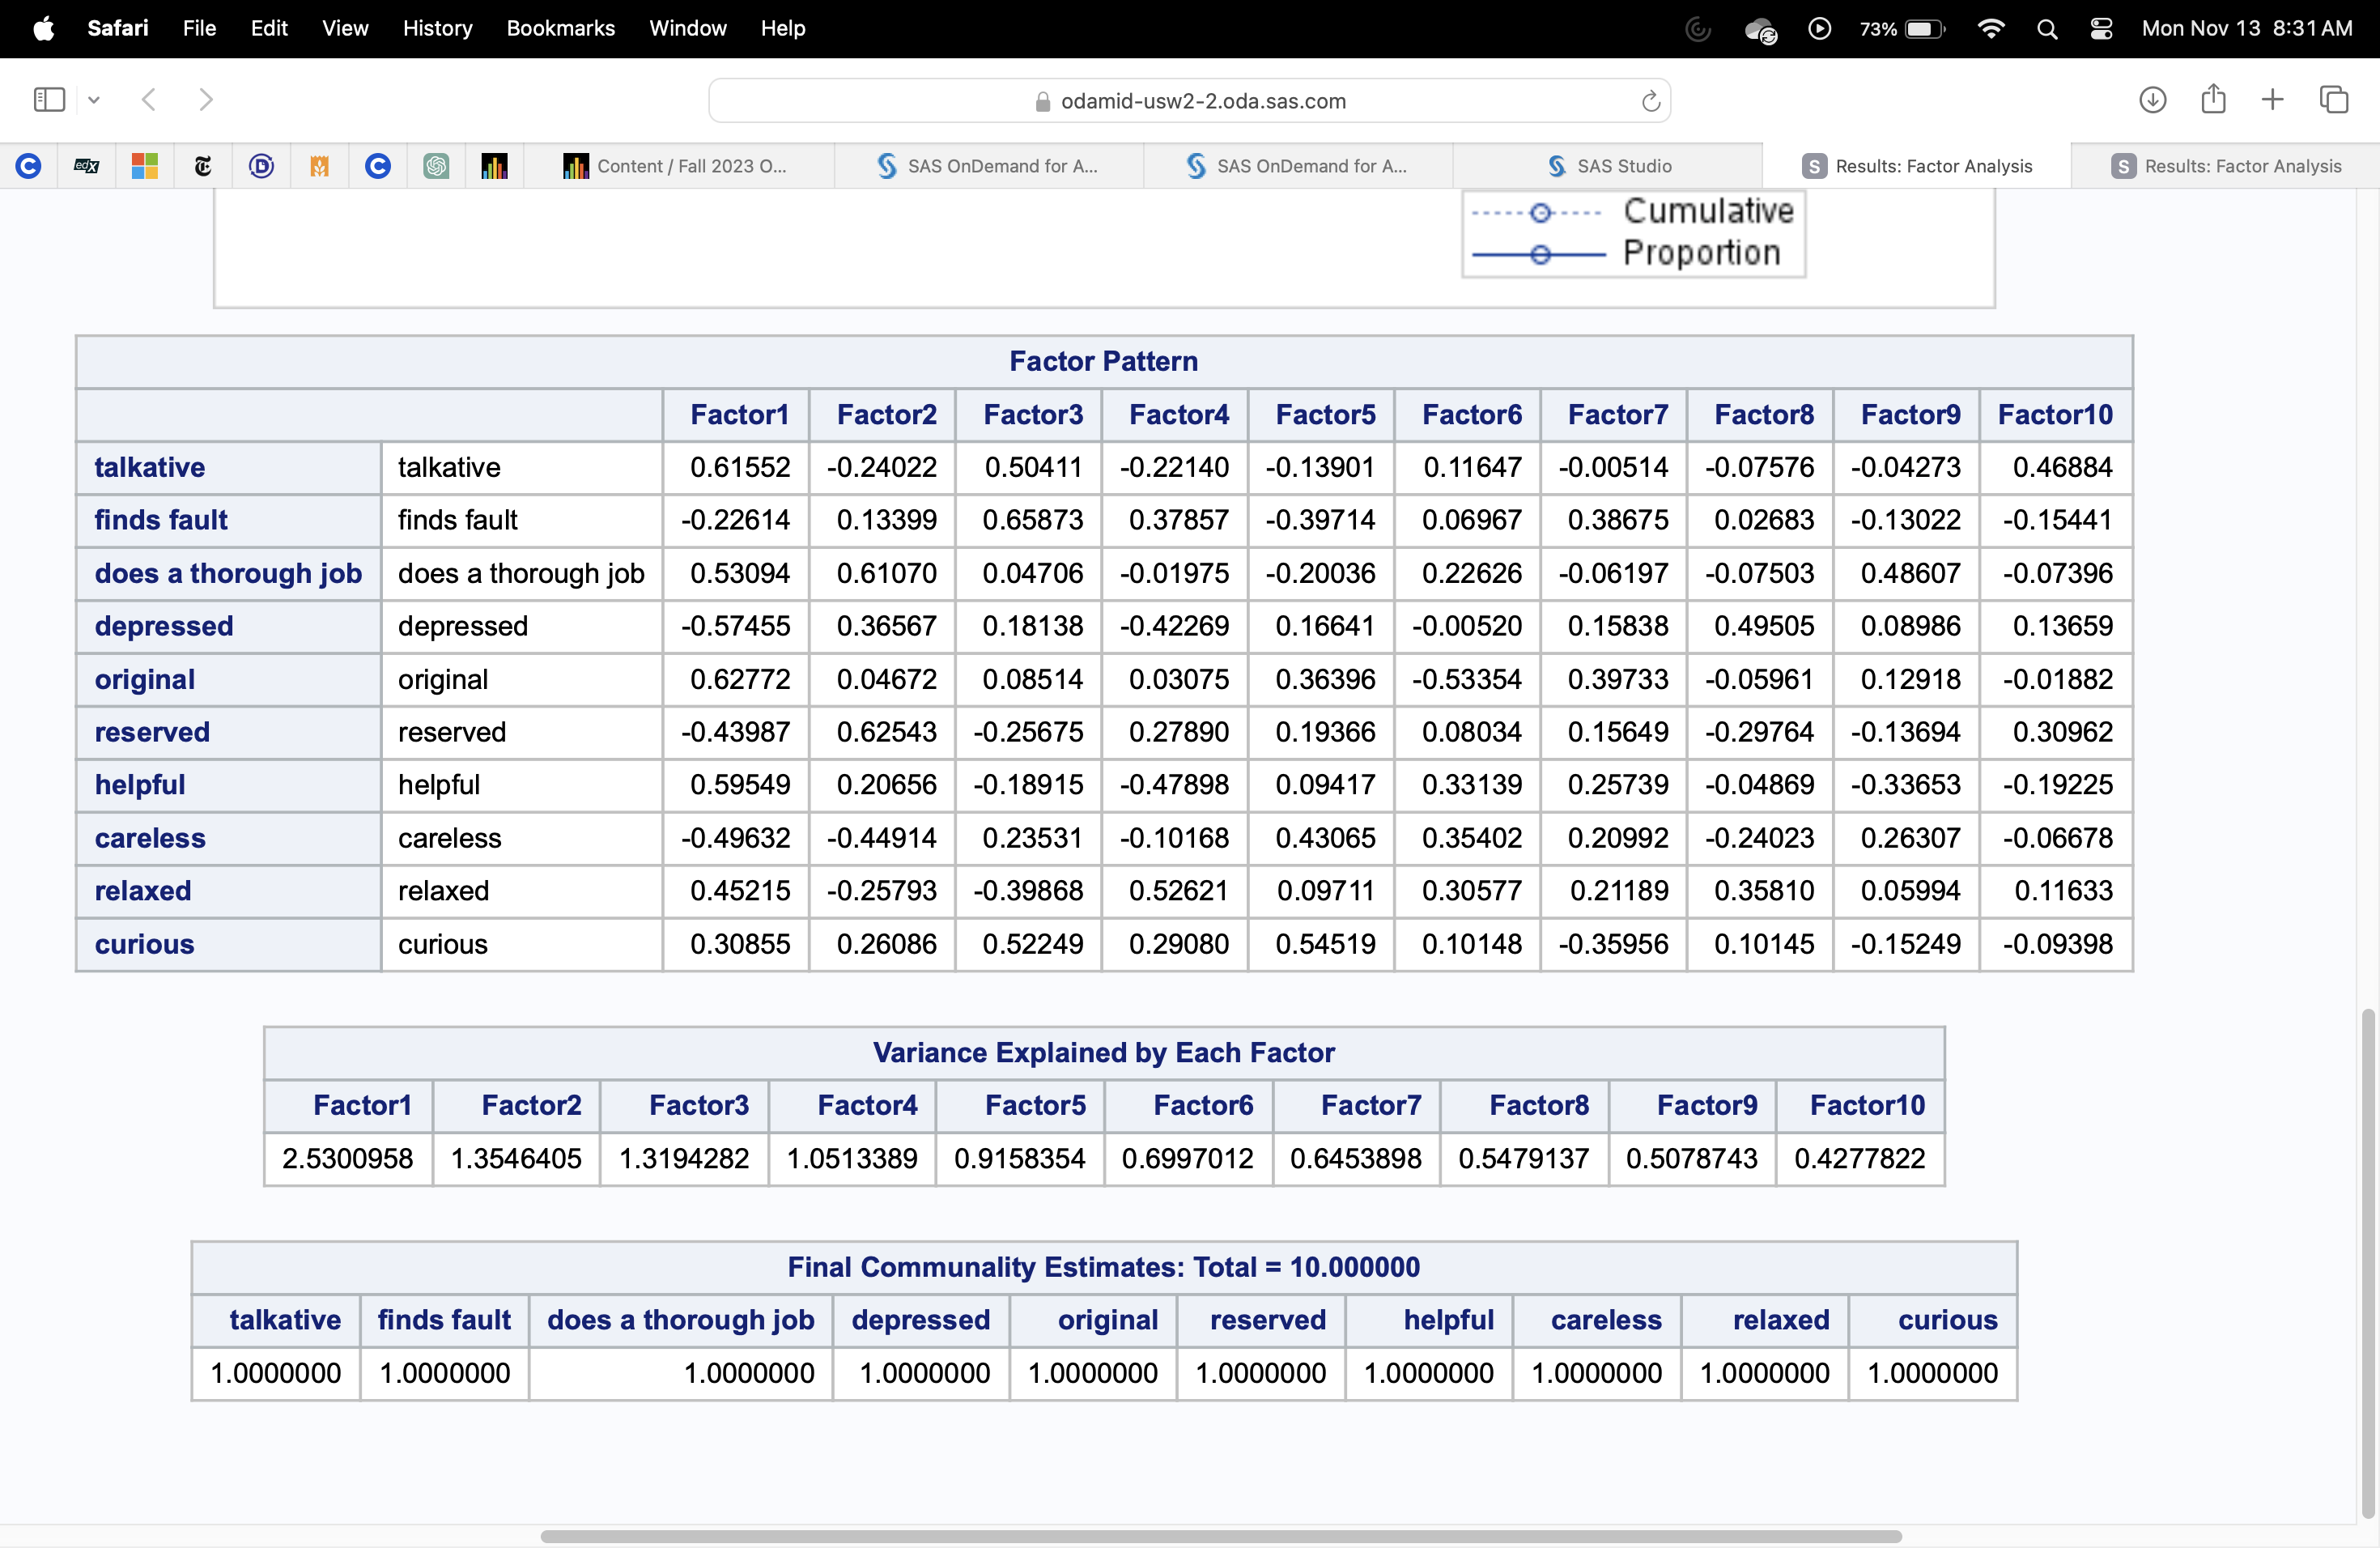 Safari File Edit View History Bookmarks Window Help 73% Mon Nov 13 8:31 AM
odamid-usw2-2.oda.sas.com
edX Content / Fall 2023 O... SAS OnDemand for A... SAS OnDemand for A... SAS Studio S Results: Factor Analysis S Results: Factor Analysis
Cumulative
Proportion
Factor Pattern
Factor1 Factor2 Factor3 Factor4 Factor5 Factor6 Factor7 Factor8 Factor9 Factor10
talkative talkative 0.61552 -0.24022 0.50411 -0.22140 -0.13901 0.11647 -0.00514 -0.07576 -0.04273 0.46884
finds fault finds fault -0.22614 0.13399 0.65873 0.37857 -0.39714 0.06967 0.38675 0.02683 -0.13022 -0.15441
does a thorough job does a thorough job 0.53094 0.61070 0.04706 -0.01975 -0.20036 0.22626 -0.06197 -0.07503 0.48607 -0.07396
depressed depressed -0.57455 0.36567 0.18138 -0.42269 0.16641 -0.00520 0.15838 0.49505 0.08986 0.13659
original original 0.62772 0.04672 0.08514 0.03075 0.36396 -0.53354 0.39733 -0.05961 0.12918 -0.01882
reserved reserved -0.43987 0.62543 -0.25675 0.27890 0.19366 0.08034 0.15649 -0.29764 -0.13694 0.30962
helpful helpful 0.59549 0.20656 -0.18915 -0.47898 0.09417 0.33139 0.25739 -0.04869 -0.33653 -0.19225
careless careless -0.49632 -0.44914 0.23531 -0.10168 0.43065 0.35402 0.20992 -0.24023 0.26307 -0.06678
relaxed relaxed 0.45215 -0.25793 -0.39868 0.52621 0.09711 0.30577 0.21189 0.35810 0.05994 0.11633
curious curious 0.30855 0.26086 0.52249 0.29080 0.54519 0.10148 -0.35956 0.10145 -0.15249 -0.09398
Variance Explained by Each Factor
Factor1 Factor2 Factor3 Factor4 Factor5 Factor6 Factor7 Factor8 Factor9 Factor10
2.5300958 1.3546405 1.3194282 1.0513389 0.9158354 0.6997012 0.6453898 0.5479137 0.5078743 0.4277822
Final Communality Estimates: Total = 10.000000
talkative finds fault does a thorough job depressed original reserved helpful careless relaxed curious
1.0000000 1.0000000 1.0000000 1.0000000 1.0000000 1.0000000 1.0000000 1.0000000 1.0000000 1.0000000